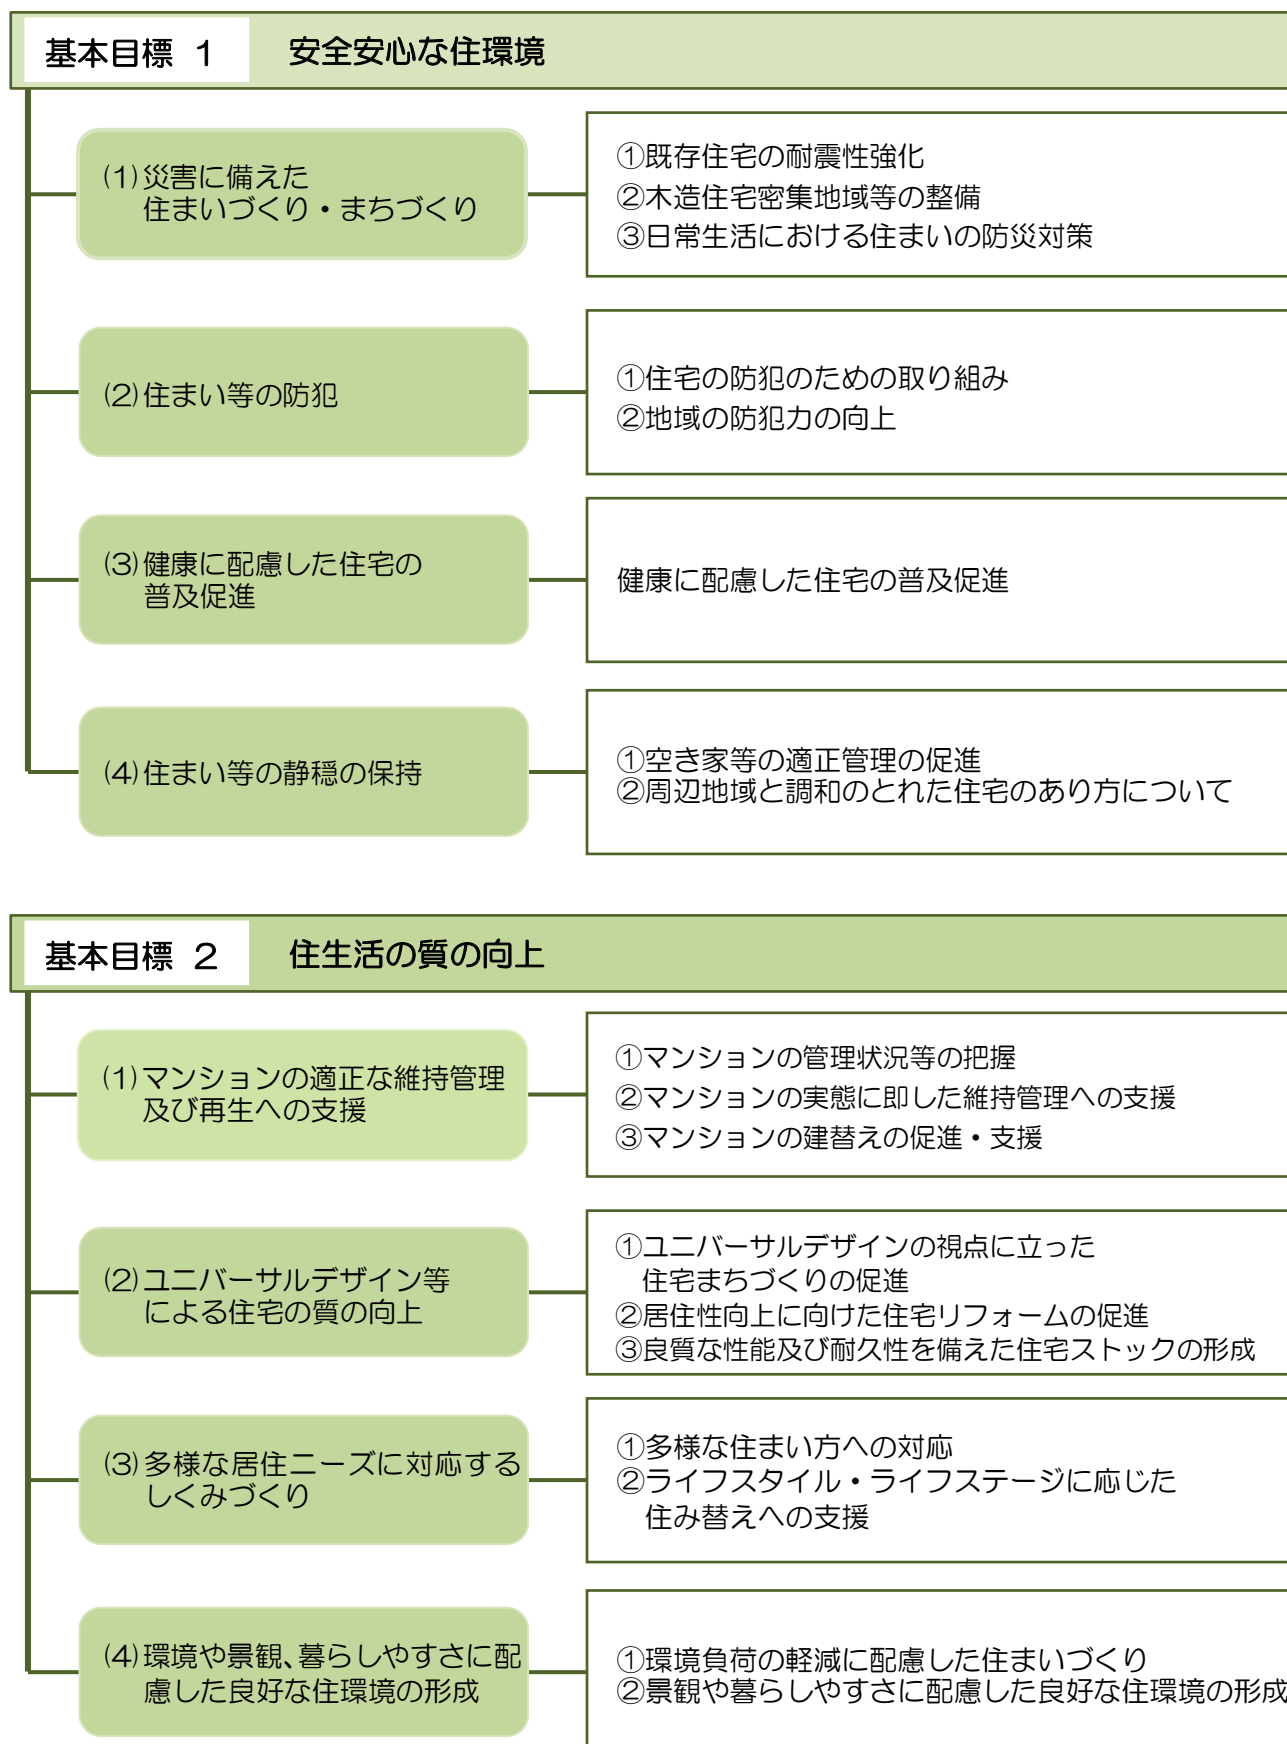 基本目標 1 安全安心な住環境
(1)災害に備えた
住まいづくり・まちづくり
①既存住宅の耐震性強化
②木造住宅密集地域等の整備
③日常生活における住まいの防災対策
(2)住まい等の防犯
①住宅の防犯のための取り組み
②地域の防犯力の向上
(3)健康に配慮した住宅の
普及促進
健康に配慮した住宅の普及促進
(4)住まい等の静穏の保持
①空き家等の適正管理の促進
②周辺地域と調和のとれた住宅のあり方について
基本目標 2 住生活の質の向上
(1)マンションの適正な維持管理
及び再生への支援
①マンションの管理状況等の把握
②マンションの実態に即した維持管理への支援
③マンションの建替えの促進・支援
(2)ユニバーサルデザイン等
による住宅の質の向上
①ユニバーサルデザインの視点に立った
住宅まちづくりの促進
②居住性向上に向けた住宅リフォームの促進
③良質な性能及び耐久性を備えた住宅ストックの形成
(3)多様な居住ニーズに対応する
しくみづくり
①多様な住まい方への対応
②ライフスタイル・ライフステージに応じた
住み替えへの支援
(4)環境や景観、暮らしやすさに配
慮した良好な住環境の形成
①環境負荷の軽減に配慮した住まいづくり
②景観や暮らしやすさに配慮した良好な住環境の形成